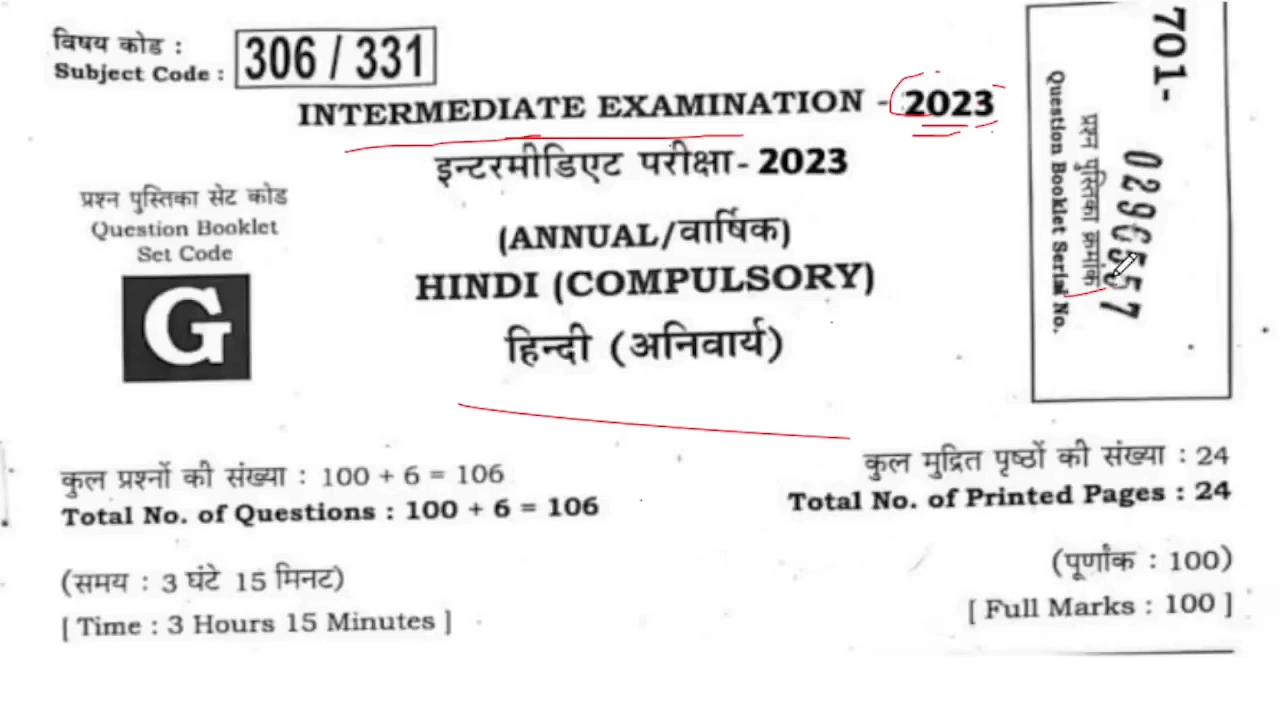 विषय कोड :
Subject Code :
306 / 331
INTERMEDIATE EXAMINATION - 2023
इन्टरमीडिएट परीक्षा- 2023
(ANNUAL/वार्षिक)
HINDI (COMPULSORY)
हिन्दी (अनिवार्य)
प्रश्न पुस्तिका सेट कोड
Question Booklet
Set Code
G
701-
0296557
प्रश्न पुस्तिका क्रमांक
Question Booklet Serial No.
कुल प्रश्नों की संख्या : 100 + 6 = 106
Total No. of Questions : 100 + 6 = 106
कुल मुद्रित पृष्ठों की संख्या : 24
Total No. of Printed Pages : 24
(समय : 3 घंटे 15 मिनट)
[ Time : 3 Hours 15 Minutes ]
(पूर्णांक : 100)
[ Full Marks : 100 ]